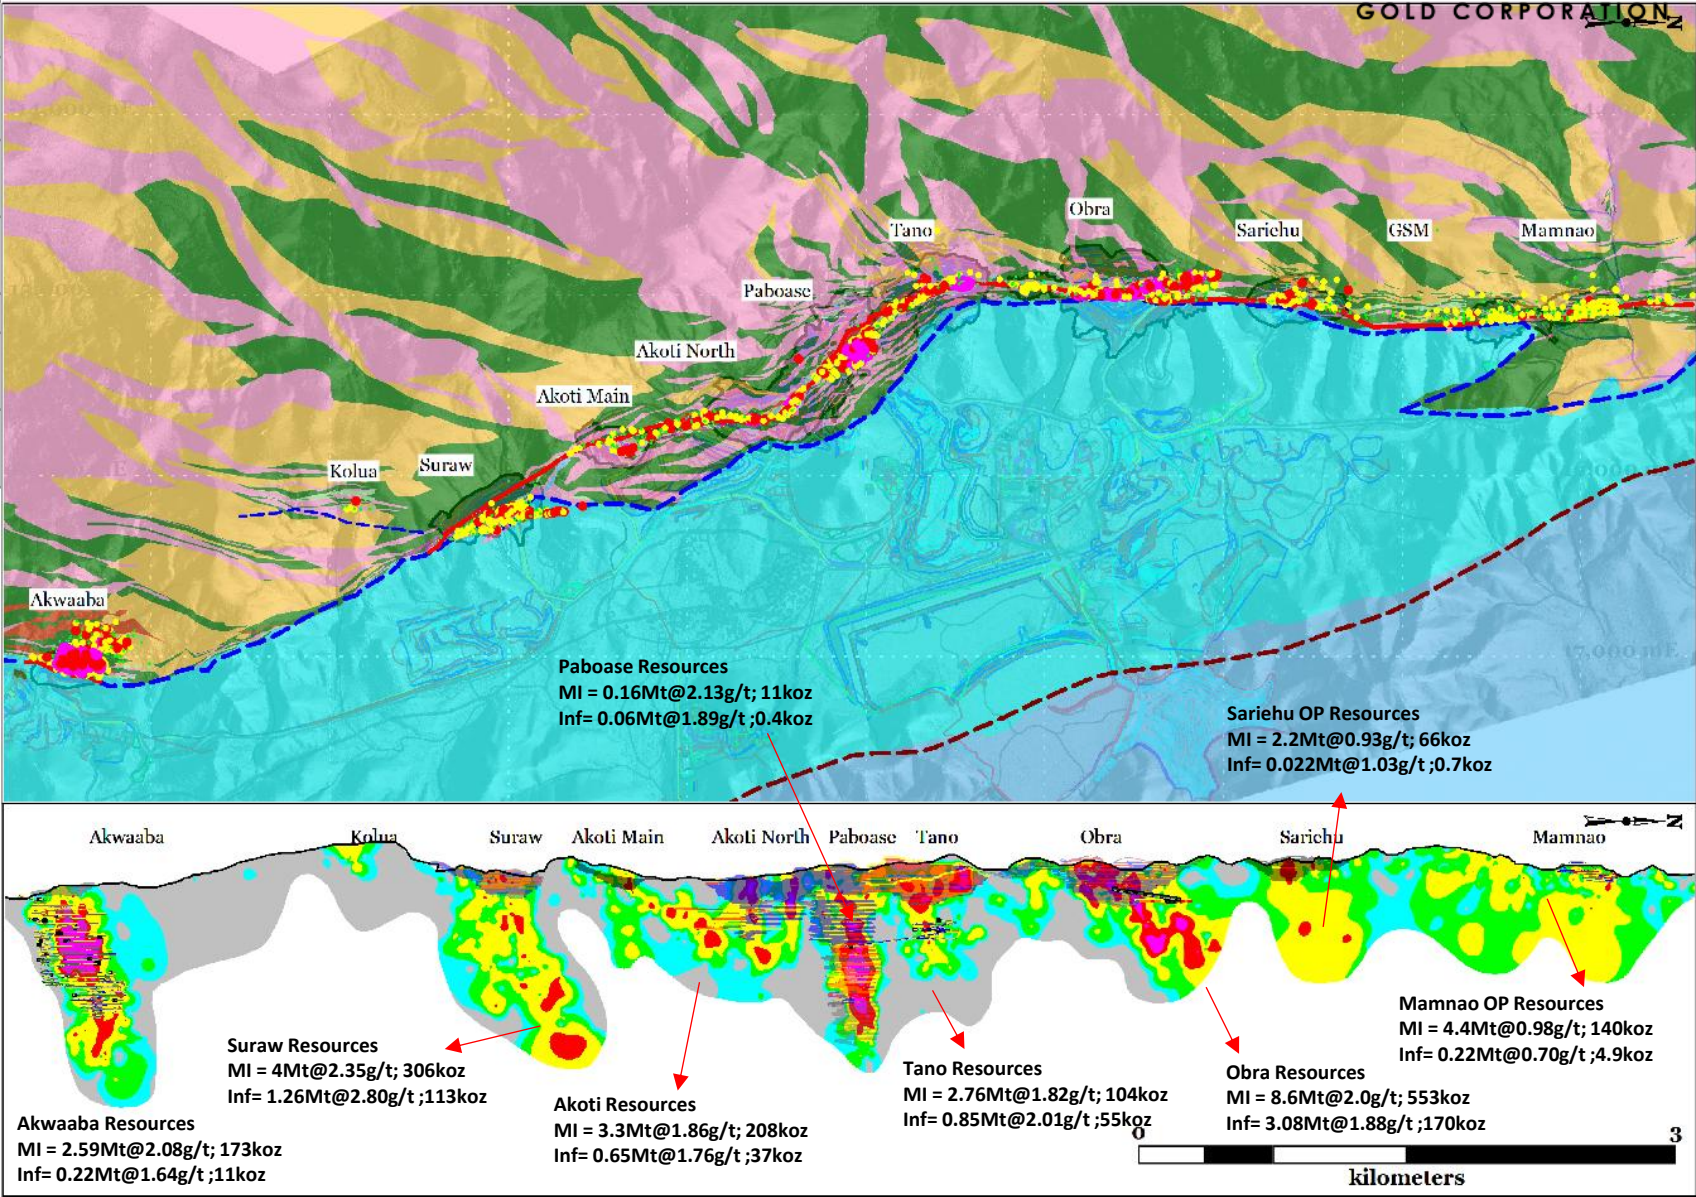 GOLD CORPORATION
N
Obra
Tano
Sariehu
GSM
Mamnao
Paboase
Akoti North
Akoti Main
Suraw
Kolua
Akwaaba
17,000 mE
Paboase Resources
MI = 0.16Mt@2.13g/t; 11koz
Inf= 0.06Mt@1.89g/t ;0.4koz
Sariehu OP Resources
MI = 2.2Mt@0.93g/t; 66koz
Inf= 0.022Mt@1.03g/t ;0.7koz
Akwaaba
Kolua
Suraw
Akoti Main
Akoti North
Paboase
Tano
Obra
Sariehu
Mamnao
N
Mamnao OP Resources
MI = 4.4Mt@0.98g/t; 140koz
Inf= 0.22Mt@0.70g/t ;4.9koz
Suraw Resources
MI = 4Mt@2.35g/t; 306koz
Inf= 1.26Mt@2.80g/t ;113koz
Tano Resources
MI = 2.76Mt@1.82g/t; 104koz
Inf= 0.85Mt@2.01g/t ;55koz
Obra Resources
MI = 8.6Mt@2.0g/t; 553koz
Inf= 3.08Mt@1.88g/t ;170koz
Akoti Resources
MI = 3.3Mt@1.86g/t; 208koz
Inf= 0.65Mt@1.76g/t ;37koz
Akwaaba Resources
MI = 2.59Mt@2.08g/t; 173koz
Inf= 0.22Mt@1.64g/t ;11koz
0 3
kilometers